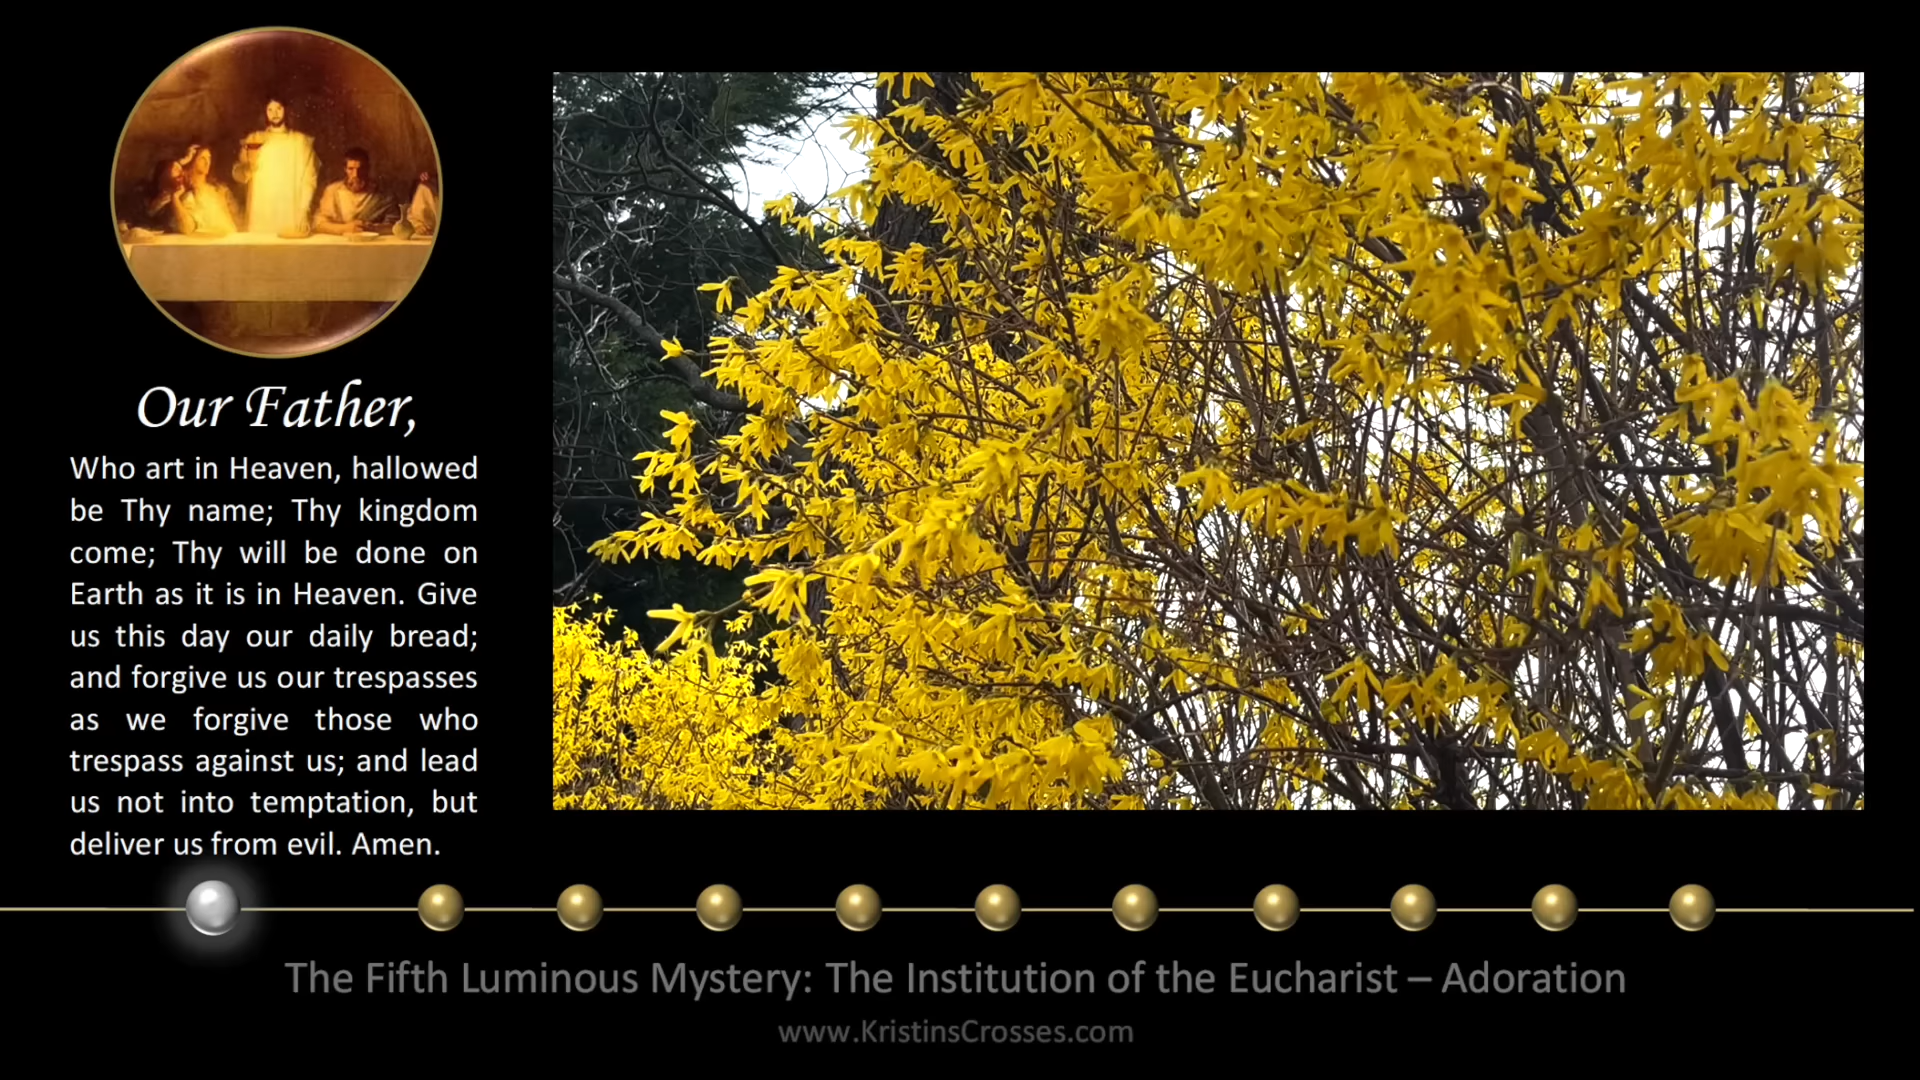 Our Father,
Who art in Heaven, hallowed
be Thy name; Thy kingdom
come; Thy will be done on
Earth as it is in Heaven. Give
us this day our daily bread;
and forgive us our trespasses
as we forgive those who
trespass against us; and lead
us not into temptation, but
deliver us from evil. Amen.
The Fifth Luminous Mystery: The Institution of the Eucharist – Adoration
www.KristinsCrosses.com